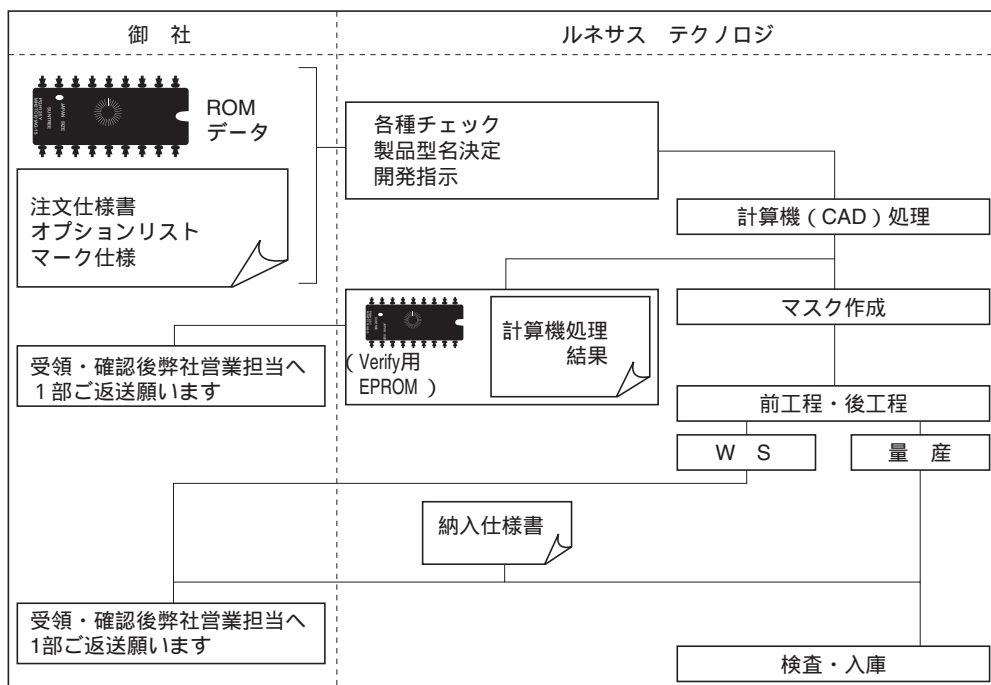 御 社
ルネサス テクノロジ
ROM
データ
注文仕様書
オプションリスト
マーク仕様
各種チェック
製品型名決定
開発指示
計算機(CAD)処理
マスク作成
(Verify用
EPROM )
計算機処理
結果
受領・確認後弊社営業担当へ
1部ご返送願います
前工程・後工程
W S
量 産
納入仕様書
受領・確認後弊社営業担当へ
1部ご返送願います
検査・入庫